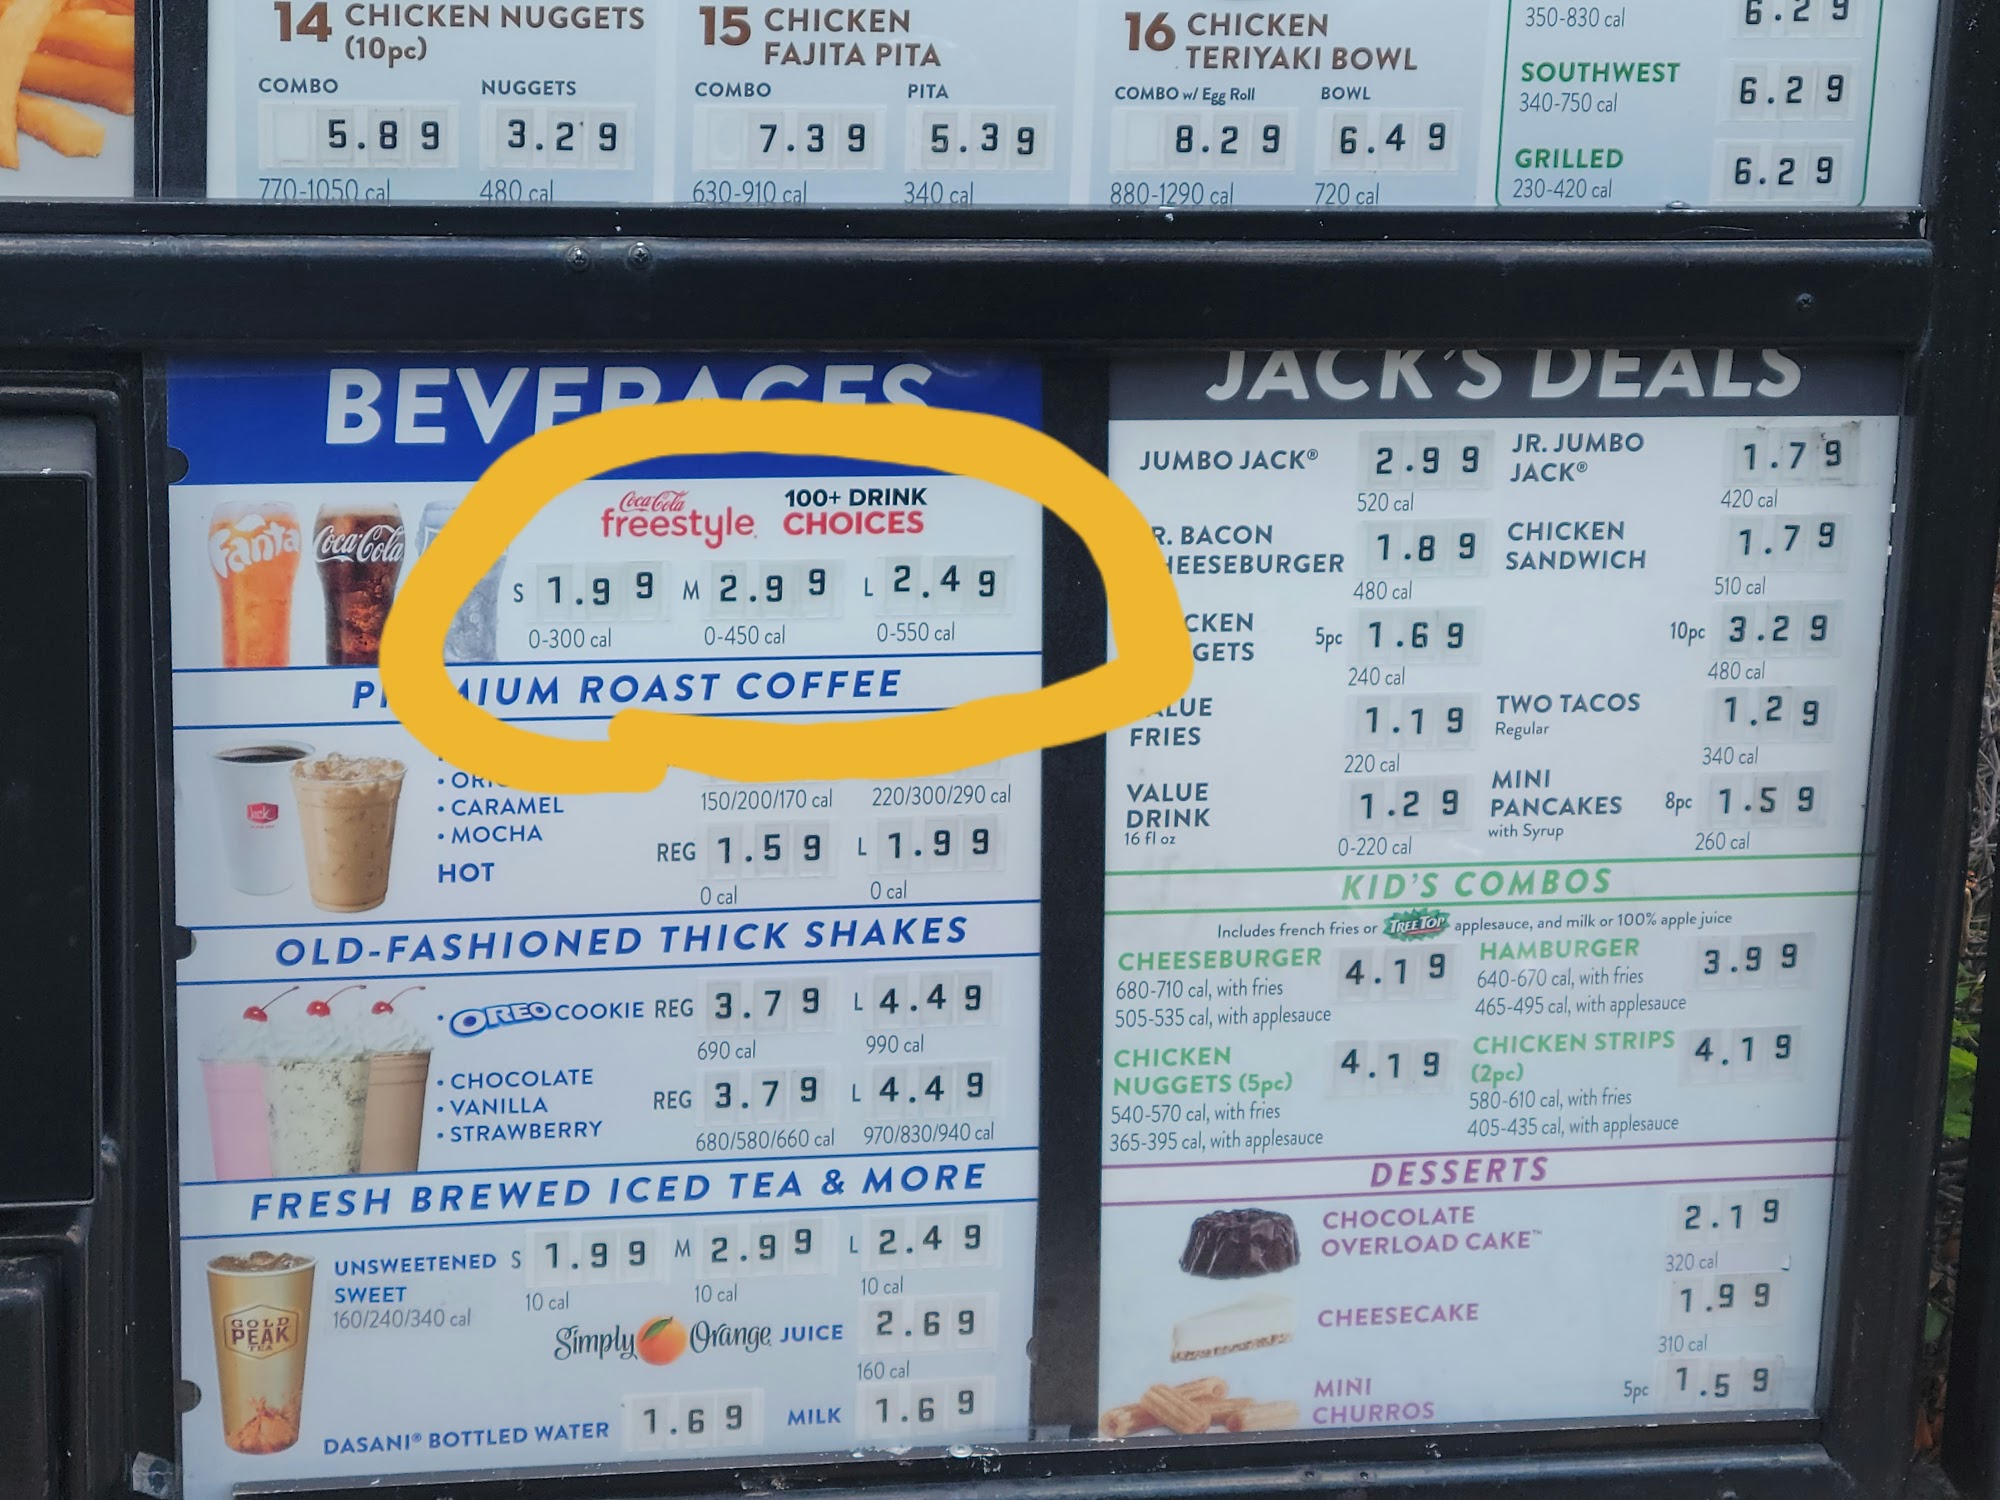 14 CHICKEN NUGGETS
(10pc)
COMBO NUGGETS
5.89 3.29
770-1050 cal 480 cal
15 CHICKEN
FAJITA PITA
COMBO PITA
7.39 5.39
630-910 cal 340 cal
16 CHICKEN
TERIYAKI BOWL
COMBO w/ Egg Roll BOWL
8.29 6.49
880-1290 cal 720 cal
350-830 cal 6.29
SOUTHWEST 6.29
340-750 cal
GRILLED 6.29
230-420 cal
BEVERAGES
Fanta Coca-Cola
Coca-Cola freestyle 100+ DRINK
CHOICES
S 1.99 M 2.99 L 2.49
0-300 cal 0-450 cal 0-550 cal
PREMIUM ROAST COFFEE
• CARAMEL 150/200/170 cal 220/300/290 cal
• MOCHA
HOT REG 1.59 L 1.99
0 cal 0 cal
OLD-FASHIONED THICK SHAKES
• OREO COOKIE REG 3.79 L 4.49
690 cal 990 cal
• CHOCOLATE
• VANILLA REG 3.79 L 4.49
• STRAWBERRY 680/580/660 cal 970/830/940 cal
FRESH BREWED ICED TEA & MORE
UNSWEETENED S 1.99 M 2.99 L 2.49
SWEET 10 cal 10 cal 10 cal
160/240/340 cal
GOLD
PEAK
TEA
Simply Orange JUICE 2.69
160 cal
DASANI® BOTTLED WATER 1.69 MILK 1.69
JACK'S DEALS
JUMBO JACK® 2.99 JR. JUMBO
JACK® 1.79
520 cal 420 cal
R. BACON
HEESEBURGER 1.89 CHICKEN
SANDWICH 1.79
480 cal 510 cal
CKEN
GETS 5pc 1.69 10pc 3.29
240 cal 480 cal
ALUE
FRIES 1.19 TWO TACOS
Regular 1.29
220 cal 340 cal
VALUE
DRINK
16 fl oz 1.29 MINI
PANCAKES
with Syrup 8pc 1.59
0-220 cal 260 cal
KID'S COMBOS
Includes french fries or TREE TOP applesauce, and milk or 100% apple juice
CHEESEBURGER 4.19
680-710 cal, with fries
505-535 cal, with applesauce
HAMBURGER 3.99
640-670 cal, with fries
465-495 cal, with applesauce
CHICKEN
NUGGETS (5pc) 4.19
540-570 cal, with fries
365-395 cal, with applesauce
CHICKEN STRIPS
(2pc) 4.19
580-610 cal, with fries
405-435 cal, with applesauce
DESSERTS
CHOCOLATE
OVERLOAD CAKE™ 2.19
320 cal
CHEESECAKE 1.99
310 cal
MINI
CHURROS 5pc 1.59